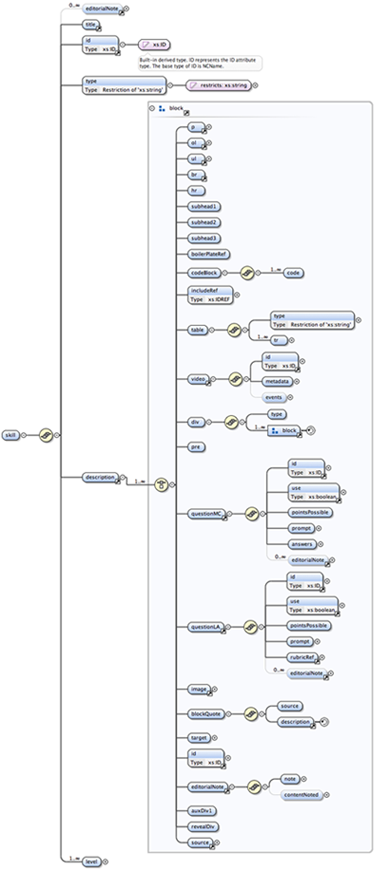 0..∞
editorialNote
title
id
Type xs:ID
xs:ID
Built-in derived type. ID represents the ID attribute
type. The base type of ID is NCName.
type
Type Restriction of 'xs:string'
restricts: xs:string
block
p
ol
ul
br
hr
subhead1
subhead2
subhead3
boilerPlateRef
codeBlock
1..∞
code
includeRef
Type xs:IDREF
table
type
Type Restriction of 'xs:string'
1..∞
tr
video
id
Type xs:ID
metadata
events
div
type
1..∞
block
pre
skill
description
1..∞
questionMC
id
Type xs:ID
use
Type xs:boolean
pointsPossible
prompt
answers
0..∞
editorialNote
questionLA
id
Type xs:ID
use
Type xs:boolean
pointsPossible
prompt
rubricRef
0..∞
editorialNote
image
blockQuote
source
description
target
id
Type xs:ID
editorialNote
note
contentNoted
auxDiv1
revealDiv
source
1..∞
level